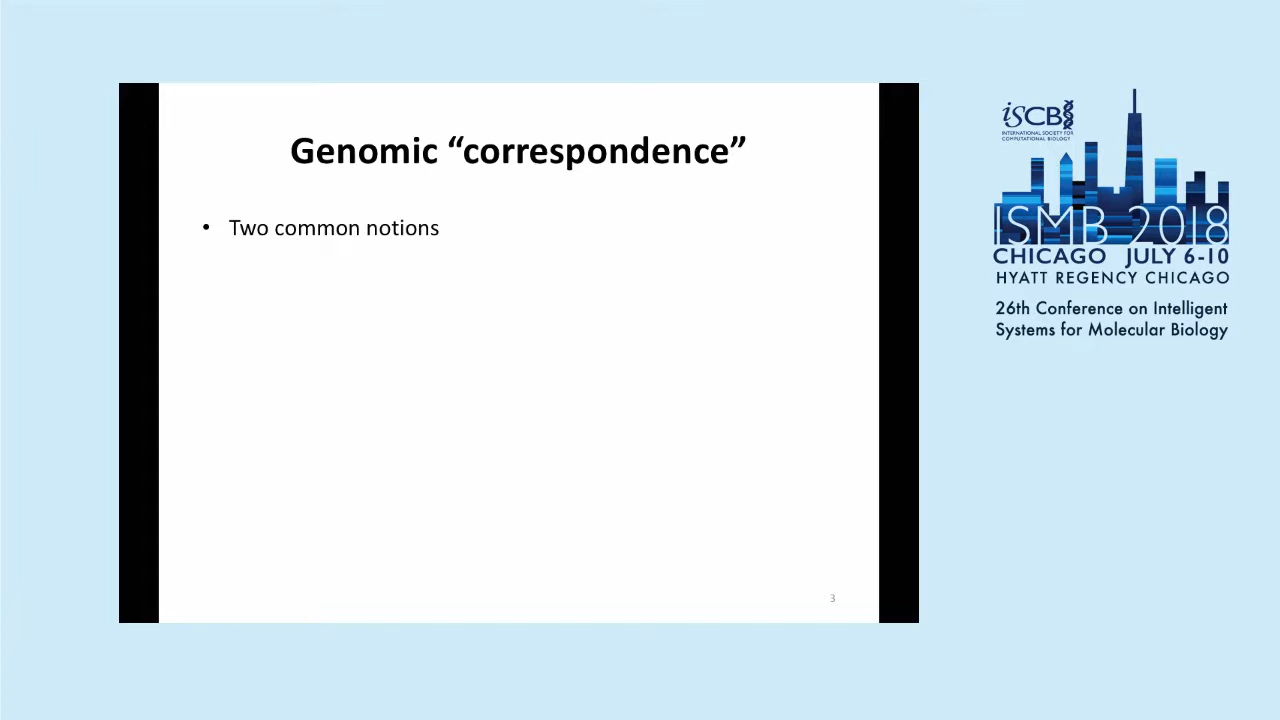 Genomic “correspondence”
• Two common notions
3
iSCB
INTERNATIONAL SOCIETY FOR
COMPUTATIONAL BIOLOGY
ISMB 2018
CHICAGO JULY 6-10
HYATT REGENCY CHICAGO
26th Conference on Intelligent
Systems for Molecular Biology